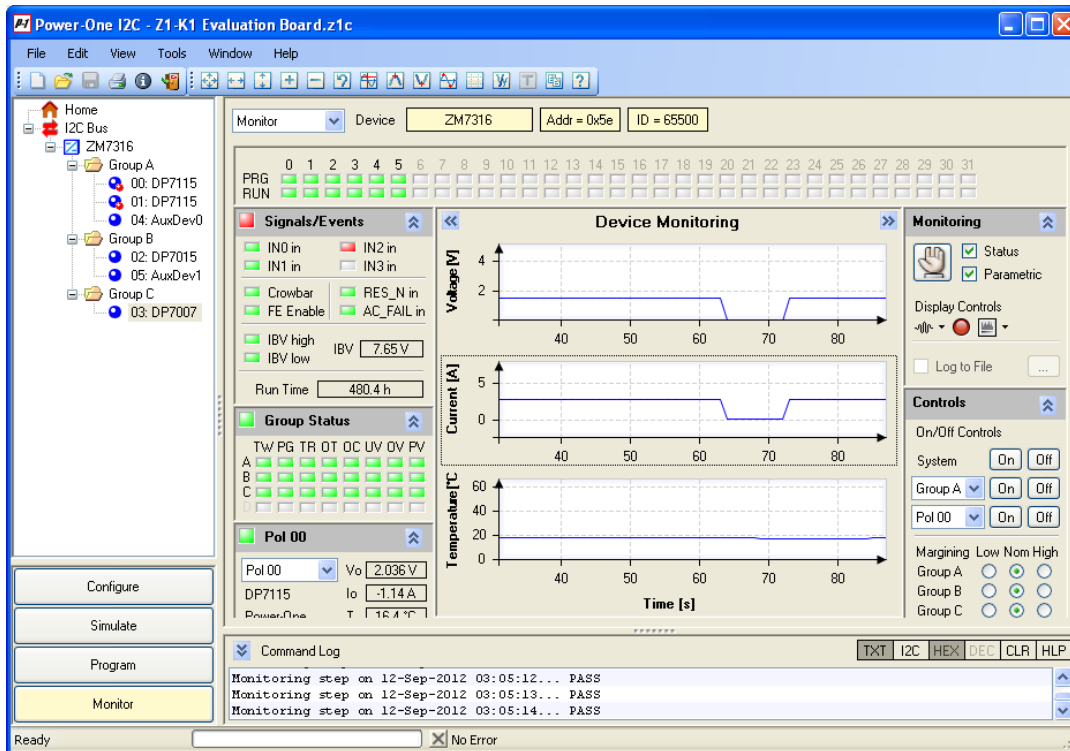 Power-One I2C - Z1-K1 Evaluation Board.z1c
File Edit View Tools Window Help
Home
I2C Bus
ZM7316
Group A
00: DP7115
01: DP7115
04: AuxDev0
Group B
02: DP7015
05: AuxDev1
Group C
03: DP7007
Configure
Simulate
Program
Monitor
Monitor Device ZM7316 Addr = 0x5e ID = 65500
0 1 2 3 4 5 6 7 8 9 10 11 12 13 14 15 16 17 18 19 20 21 22 23 24 25 26 27 28 29 30 31
PRG
RUN
Signals/Events
IN0 in IN2 in
IN1 in IN3 in
Crowbar RES_N in
FE Enable AC_FAIL in
IBV high
IBV low
IBV 7.65 V
Run Time 480.4 h
Group Status
TW PG TR OT OC UV OV PV
A
B
C
D
Pol 00
Pol 00 Vo 2.036 V
DP7115 Io -1.14 A
Power-One T 16.4 °C
Device Monitoring
Voltage [V]
4
2
40 50 60 70 80
Current [A]
5
0
40 50 60 70 80
Temperature[°C
60
40
20
0
40 50 60 70 80
Time [s]
Monitoring
Status
Parametric
Display Controls
Log to File ...
Controls
On/Off Controls
System On Off
Group A On Off
Pol 00 On Off
Margining Low Nom High
Group A
Group B
Group C
Command Log TXT I2C HEX DEC CLR HLP
Monitoring step on 12-Sep-2012 03:05:12... PASS
Monitoring step on 12-Sep-2012 03:05:13... PASS
Monitoring step on 12-Sep-2012 03:05:14... PASS
Ready No Error